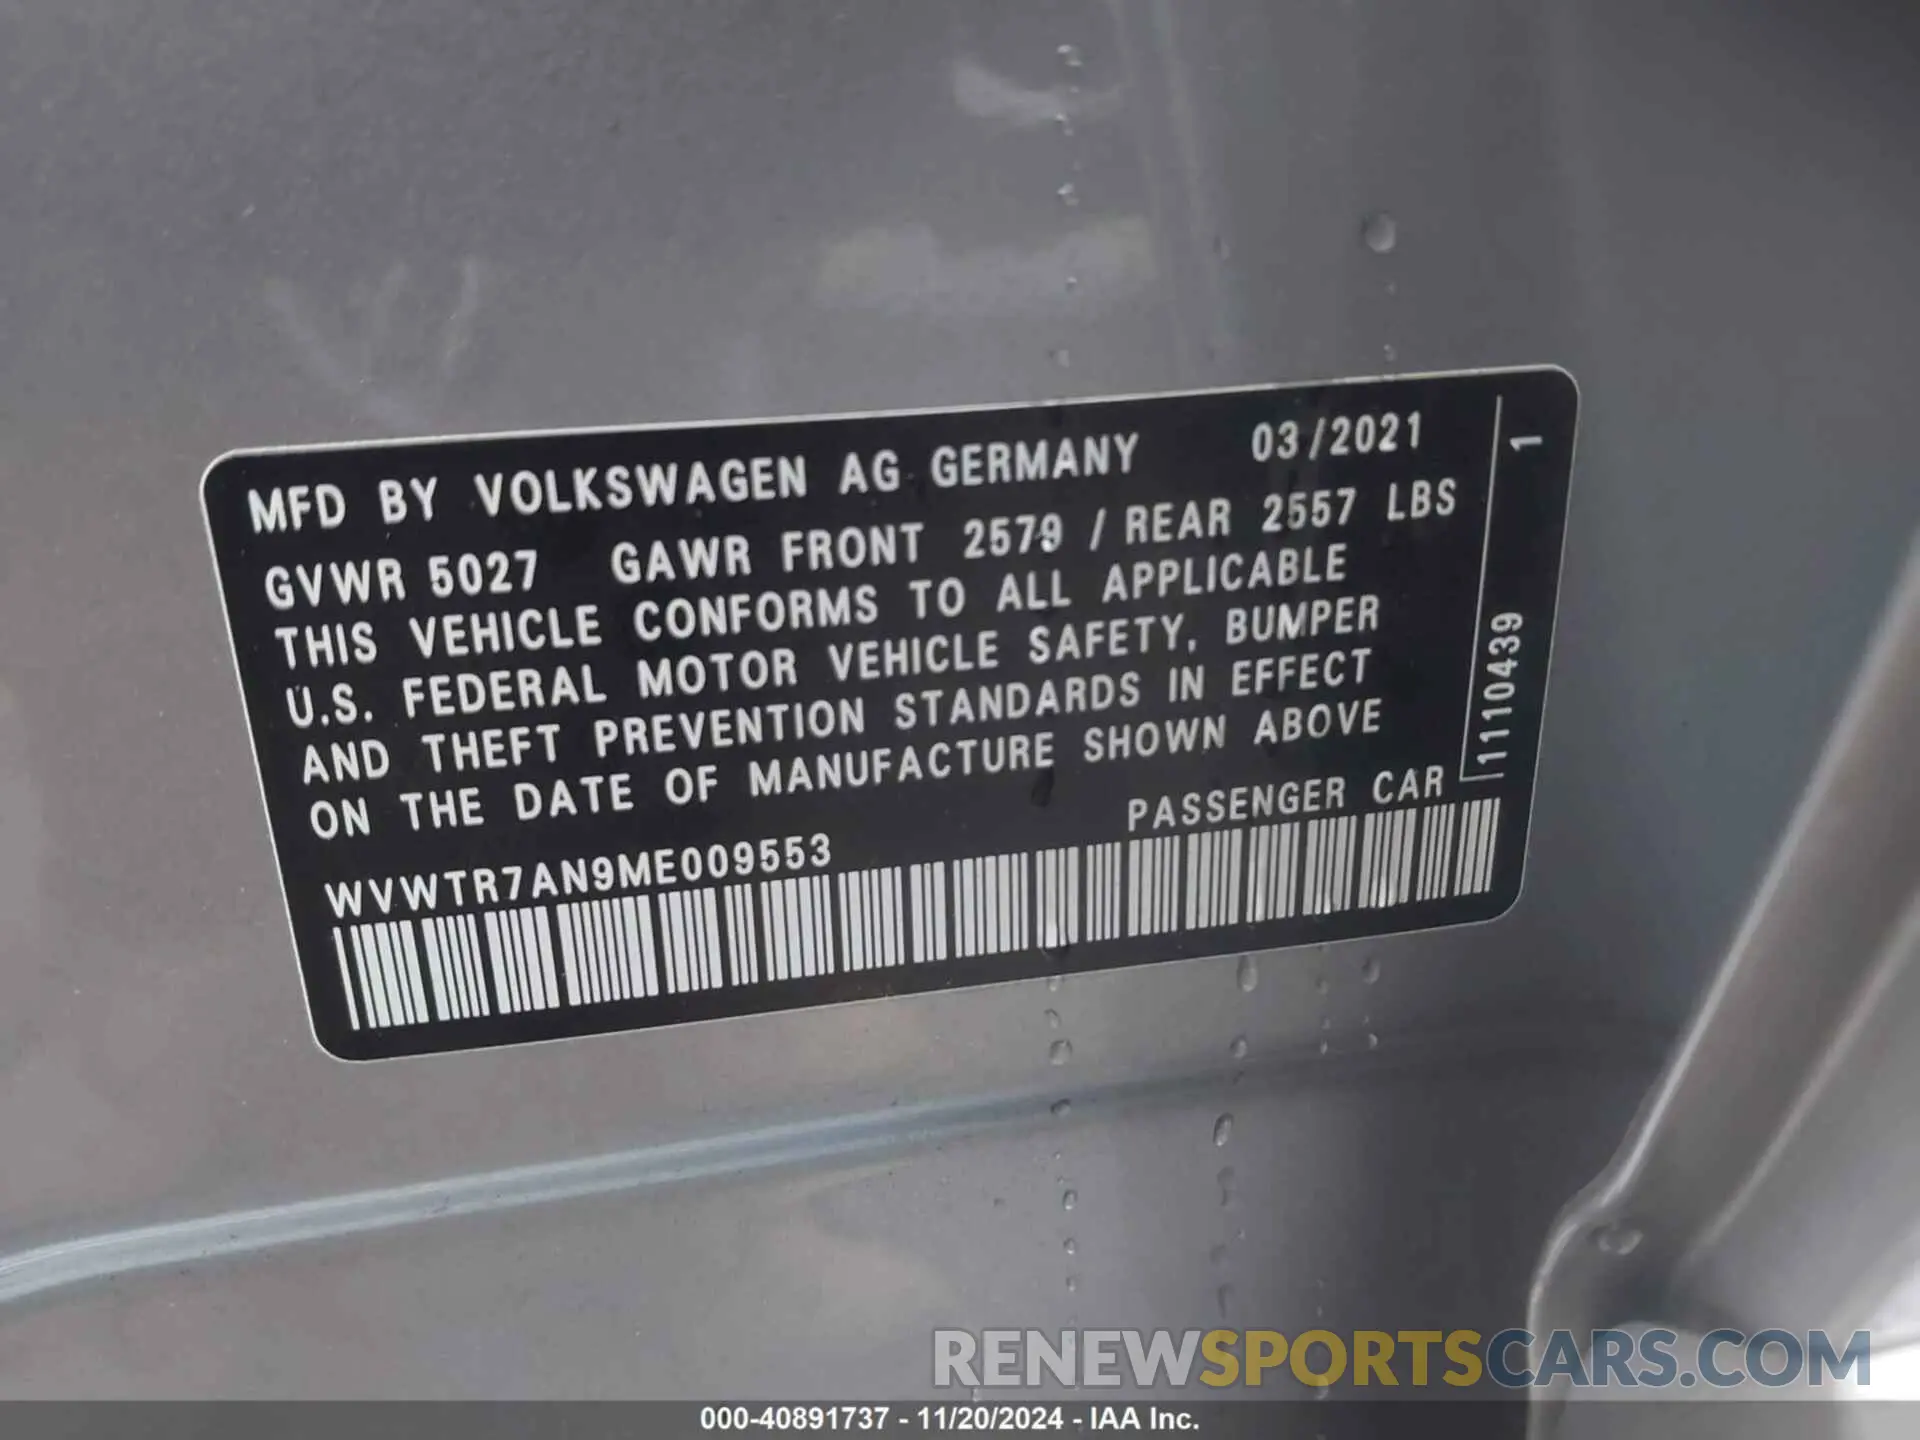 MFD BY VOLKSWAGEN AG GERMANY 03/2021
GVWR 5027 GAWR FRONT 2579 / REAR 2557 LBS
THIS VEHICLE CONFORMS TO ALL APPLICABLE
U.S. FEDERAL MOTOR VEHICLE SAFETY, BUMPER
AND THEFT PREVENTION STANDARDS IN EFFECT
ON THE DATE OF MANUFACTURE SHOWN ABOVE
PASSENGER CAR
WVWTR7AN9ME009553
1110439 1
RENEWSPORTSCARS.COM
000-40891737 - 11/20/2024 - IAA Inc.